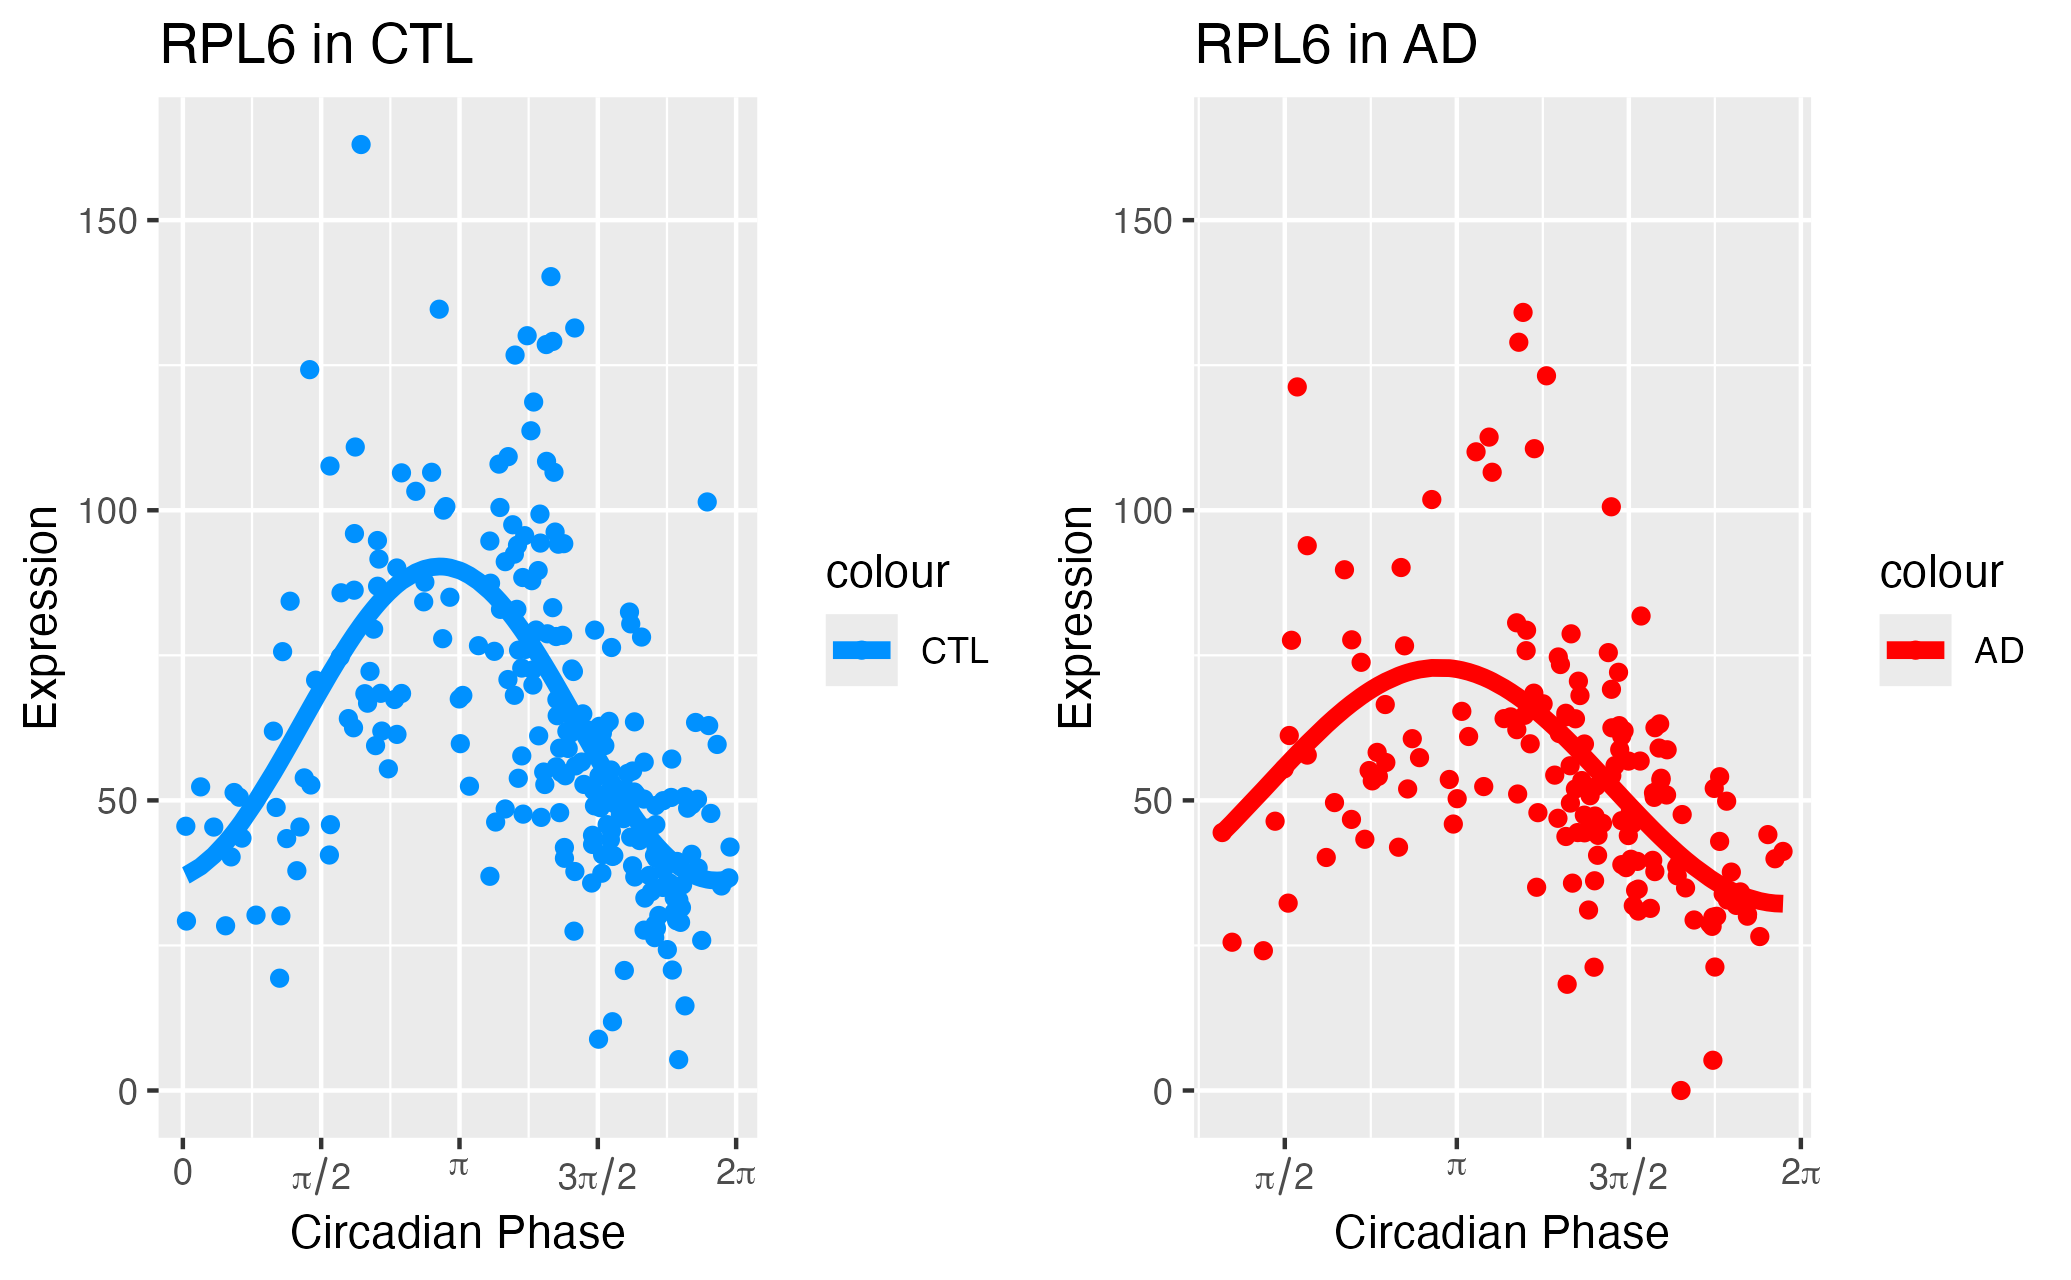 RPL6 in CTL
150
100
50
0
Expression
0 π/2 π 3π/2 2π
Circadian Phase
colour
CTL
RPL6 in AD
150
100
50
0
Expression
π/2 π 3π/2 2π
Circadian Phase
colour
AD